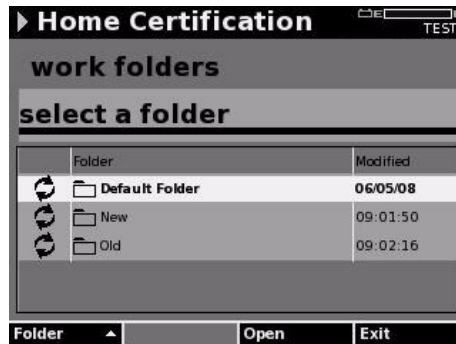 Home Certification
E
TEST
work folders
select a folder
Folder Modified
Default Folder 06/05/08
New 09:01:50
Old 09:02:16
Folder Open Exit